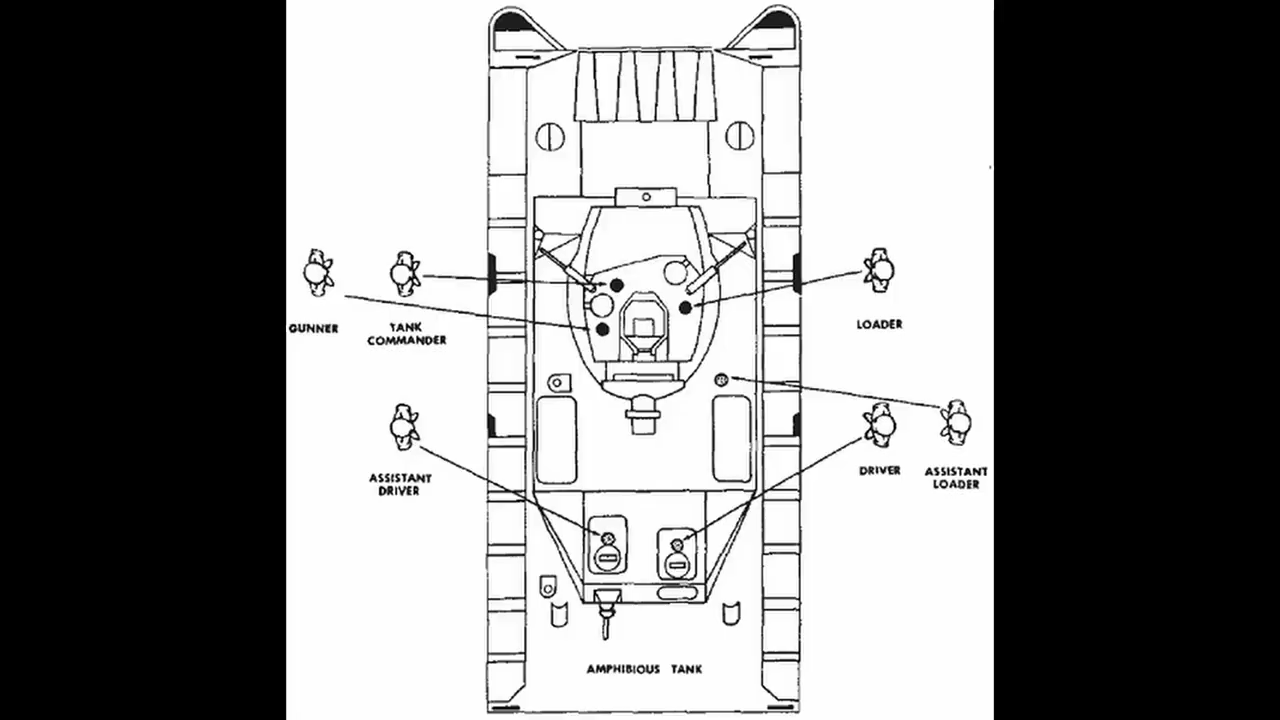 GUNNER
TANK
COMMANDER
LOADER
ASSISTANT
DRIVER
DRIVER
ASSISTANT
LOADER
AMPHIBIOUS TANK